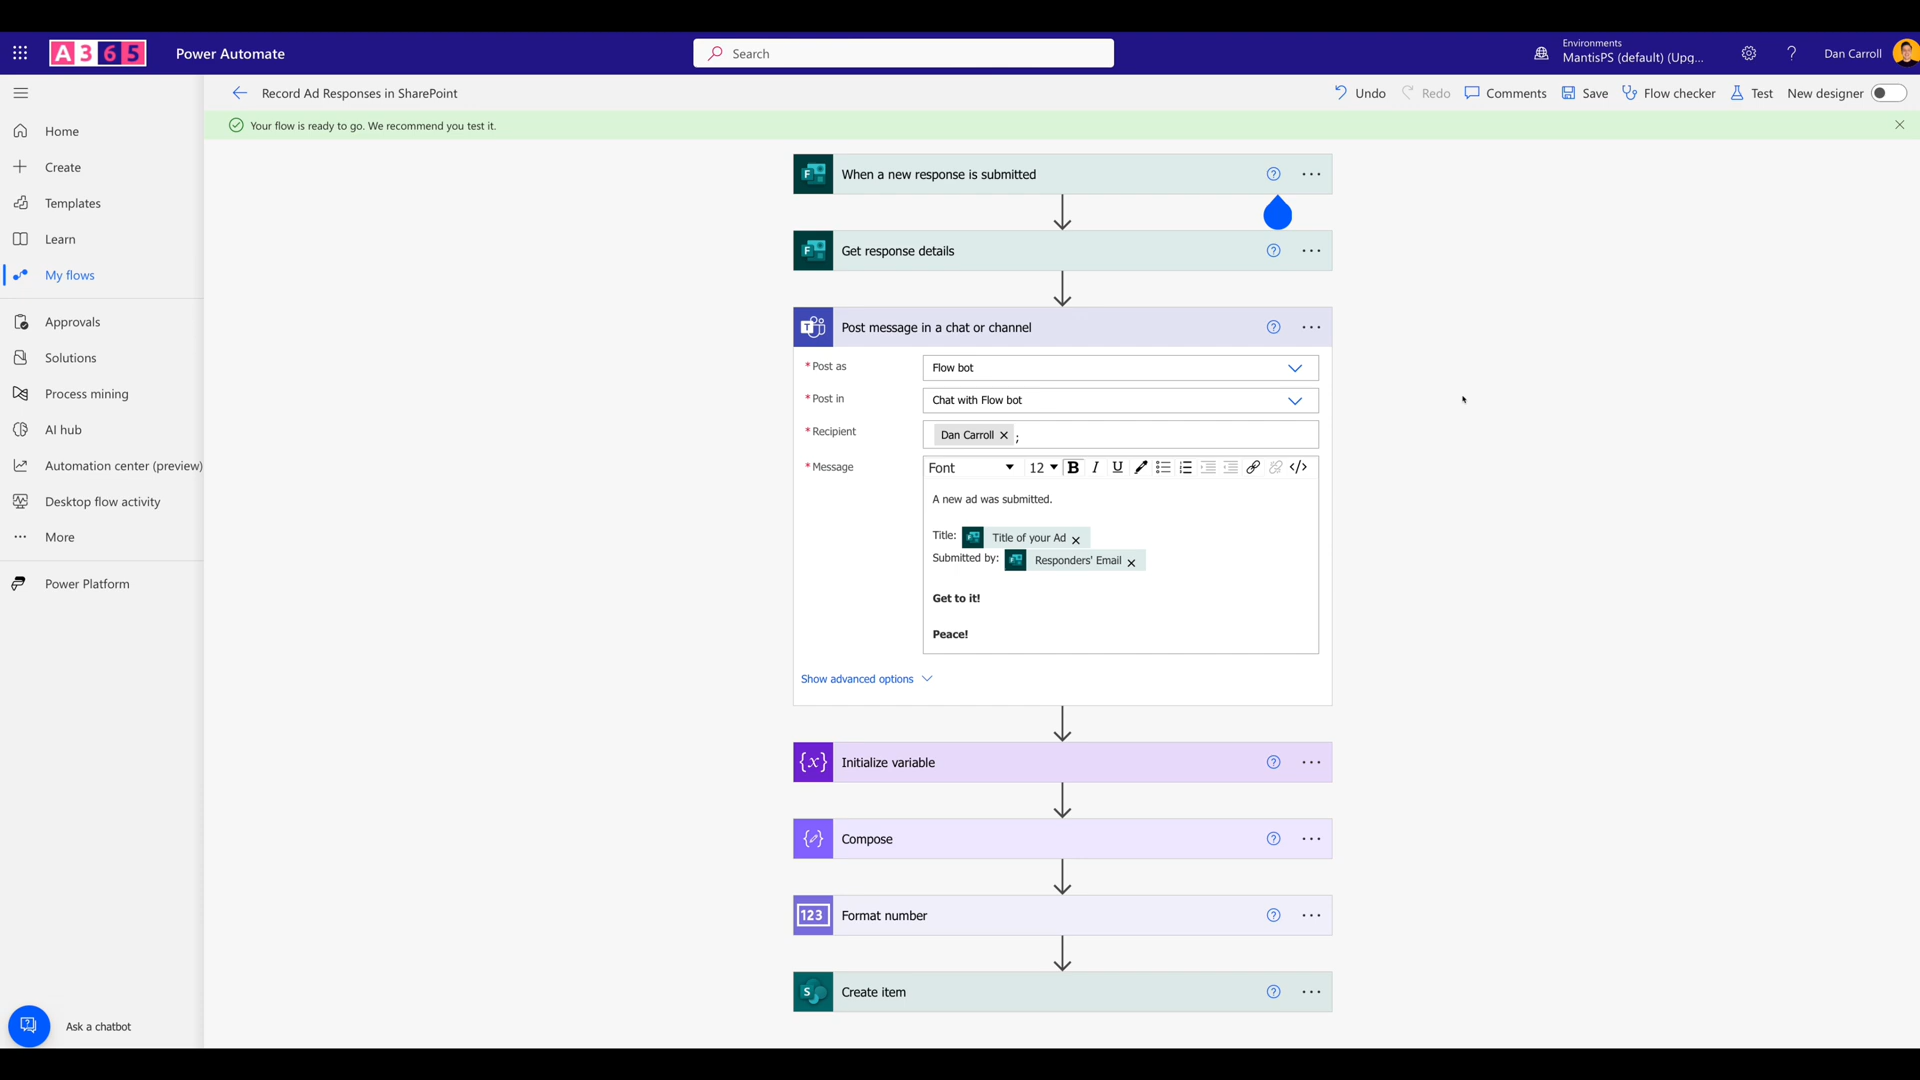 A365
Power Automate
Search
Environments
MantisPS (default) (Upg...
?
Dan Carroll
Record Ad Responses in SharePoint
Undo
Redo
Comments
Save
Flow checker
Test
New designer
Your flow is ready to go. We recommend you test it.
Home
Create
Templates
Learn
My flows
Approvals
Solutions
Process mining
AI hub
Automation center (preview)
Desktop flow activity
More
Power Platform
Ask a chatbot
When a new response is submitted
Get response details
Post message in a chat or channel
* Post as
Flow bot
* Post in
Chat with Flow bot
* Recipient
Dan Carroll ;
* Message
Font 12 B I U </>
A new ad was submitted.
Title: Title of your Ad
Submitted by: Responders' Email
Get to it!
Peace!
Show advanced options
{x} Initialize variable
Compose
123 Format number
S Create item